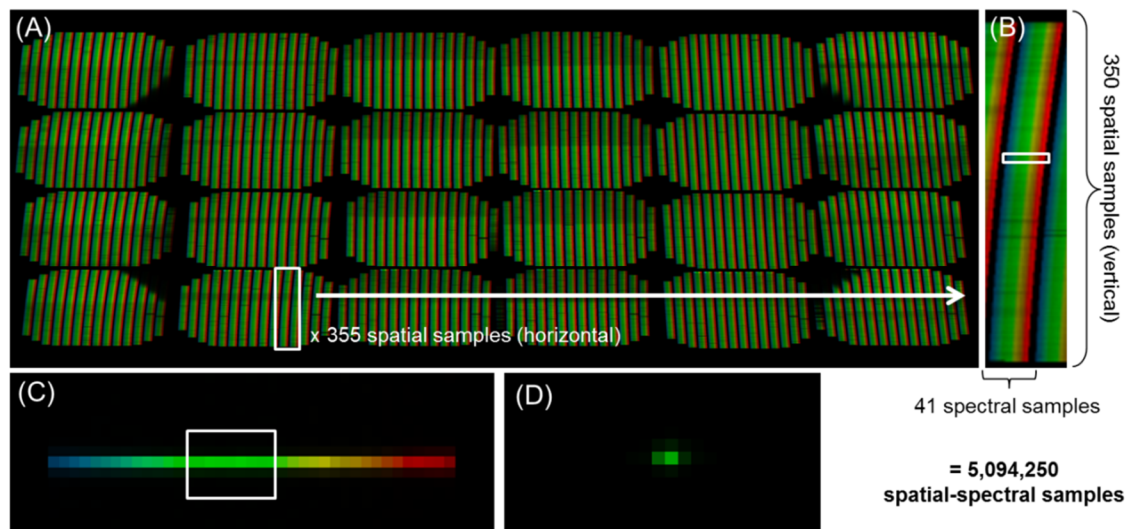 (A)
x 355 spatial samples (horizontal)
(B)
350 spatial samples (vertical)
41 spectral samples
(C)
(D)
= 5,094,250
spatial-spectral samples